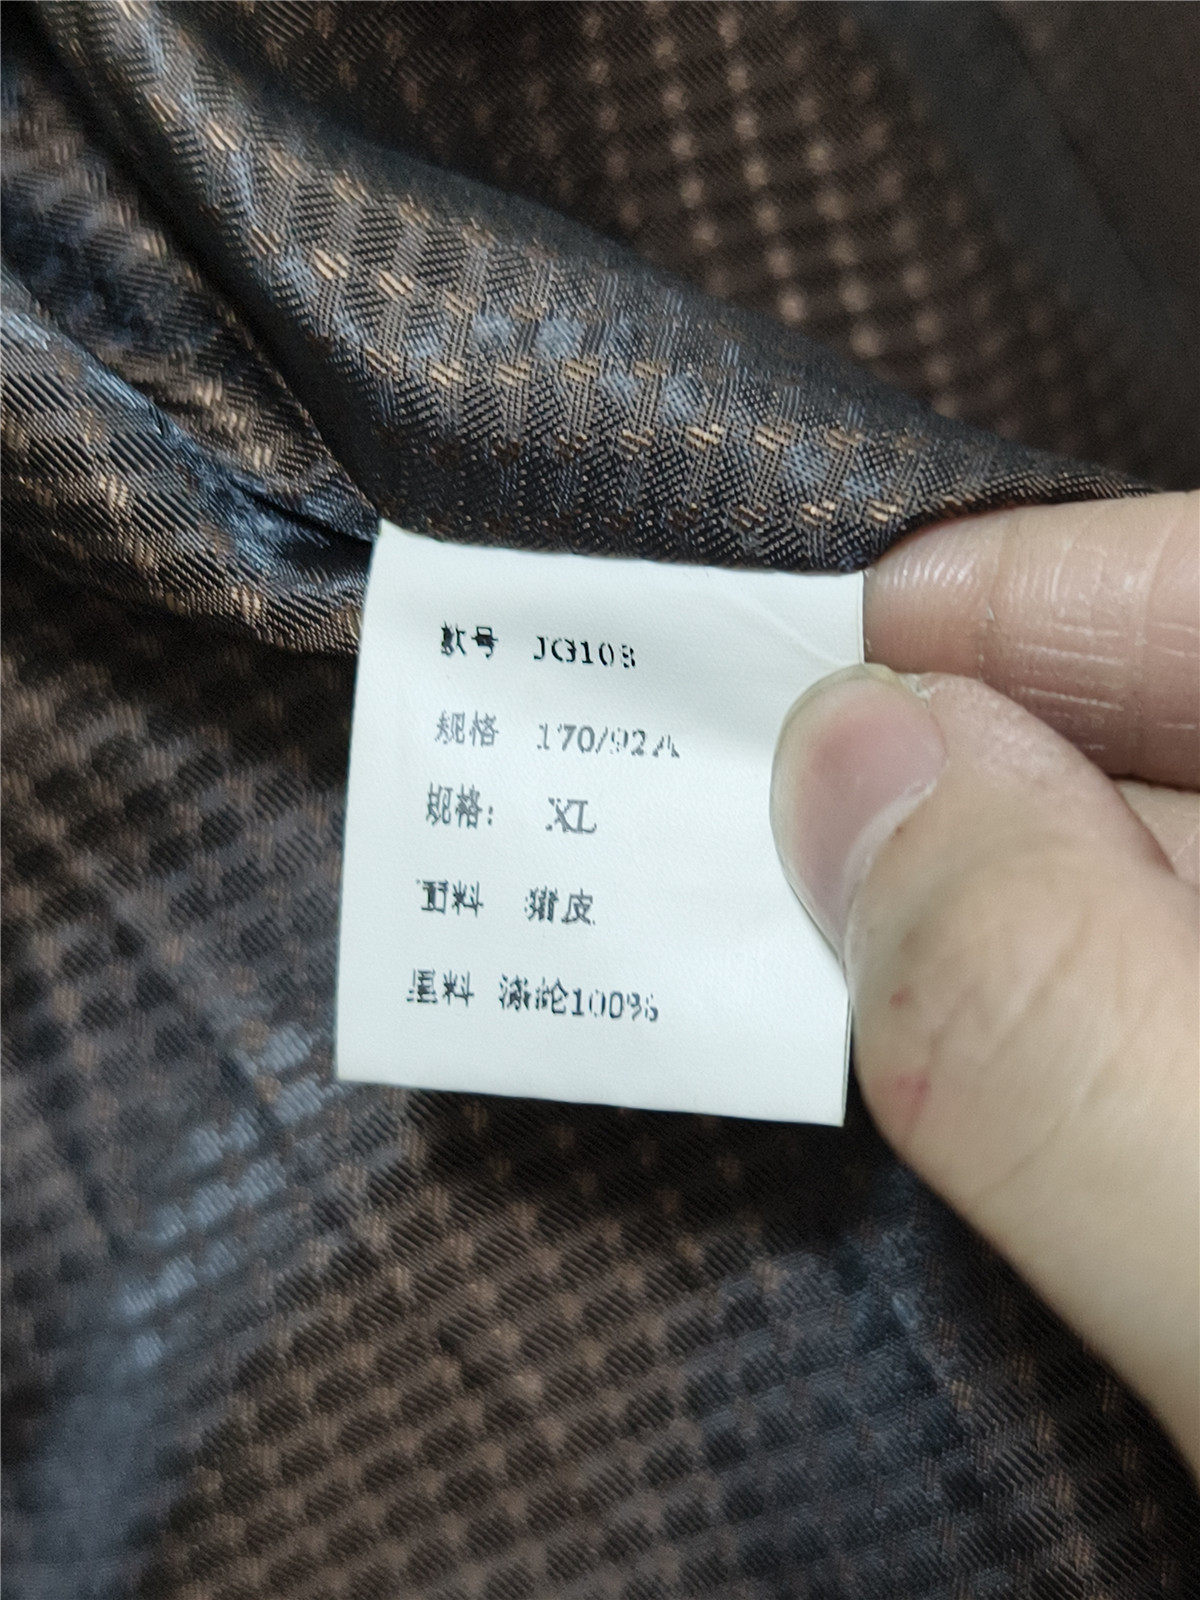 款号 JG108
规格 170/92A
规格: XL
面料 猪皮
里料 涤纶100%